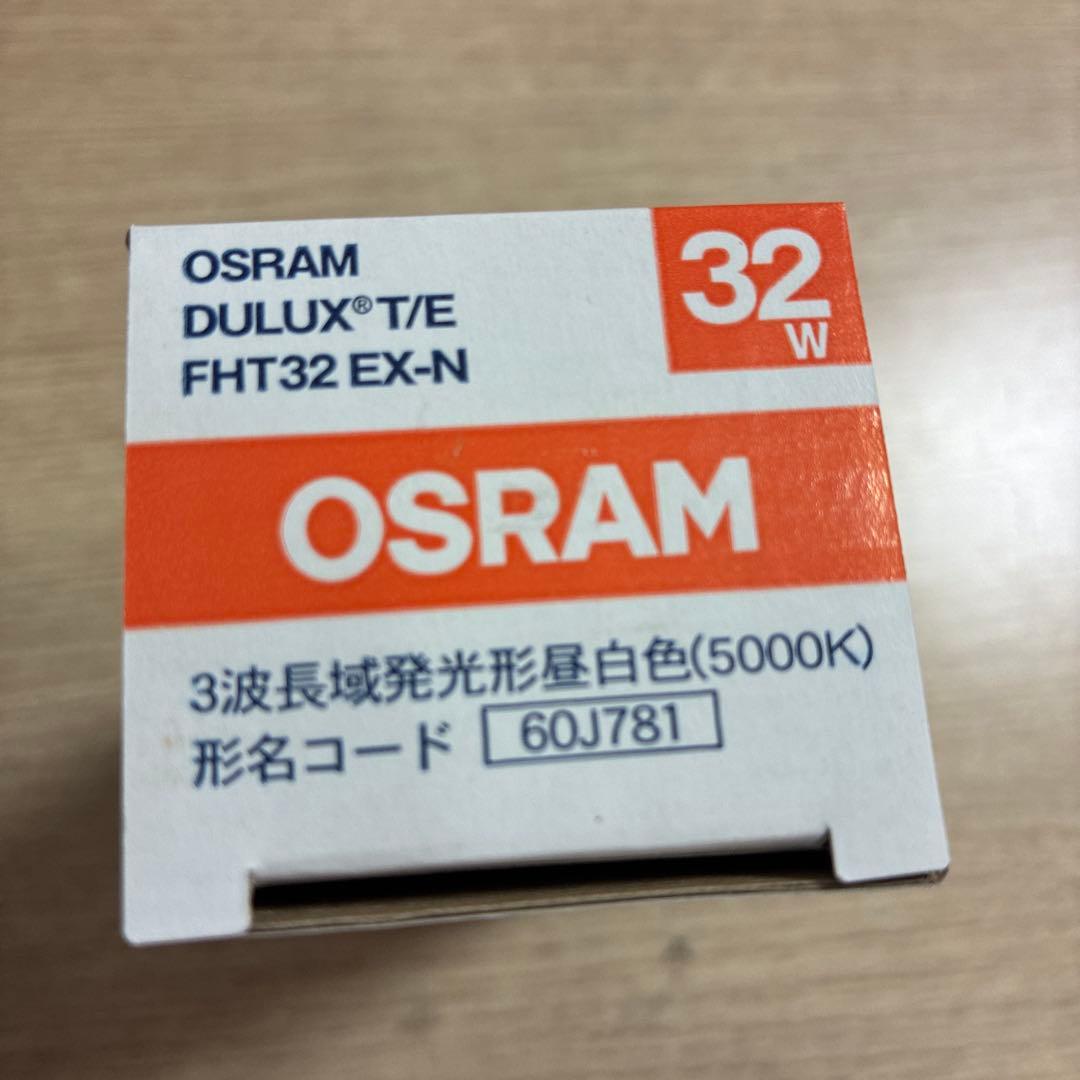 OSRAM
DULUX® T/E
FHT32 EX-N
32
W
OSRAM
3波長域発光形昼白色(5000K)
形名コード 60J781